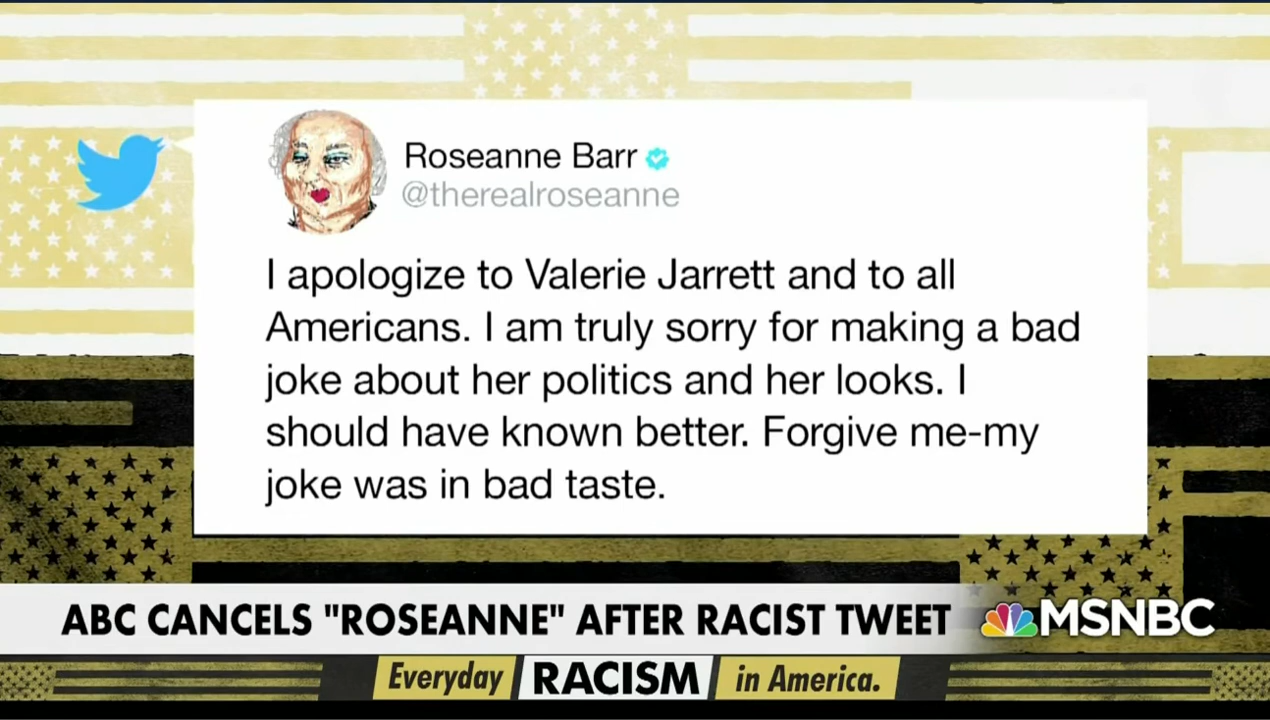 Roseanne Barr
@therealroseanne
I apologize to Valerie Jarrett and to all
Americans. I am truly sorry for making a bad
joke about her politics and her looks. I
should have known better. Forgive me-my
joke was in bad taste.
ABC CANCELS "ROSEANNE" AFTER RACIST TWEET
MSNBC
Everyday RACISM in America.